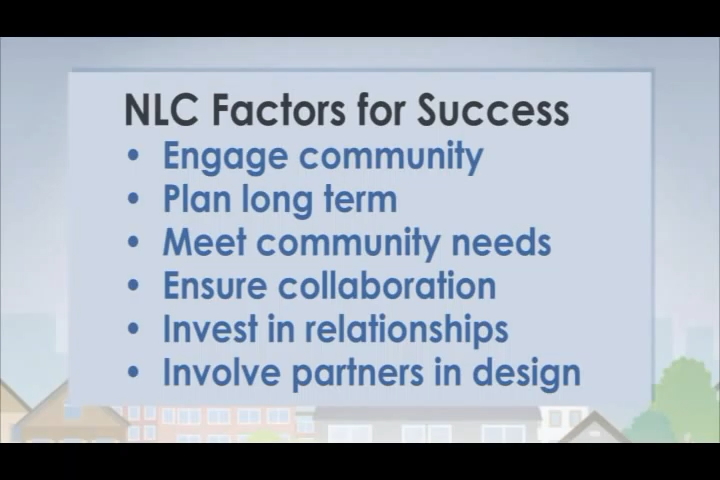 NLC Factors for Success
• Engage community
• Plan long term
• Meet community needs
• Ensure collaboration
• Invest in relationships
• Involve partners in design